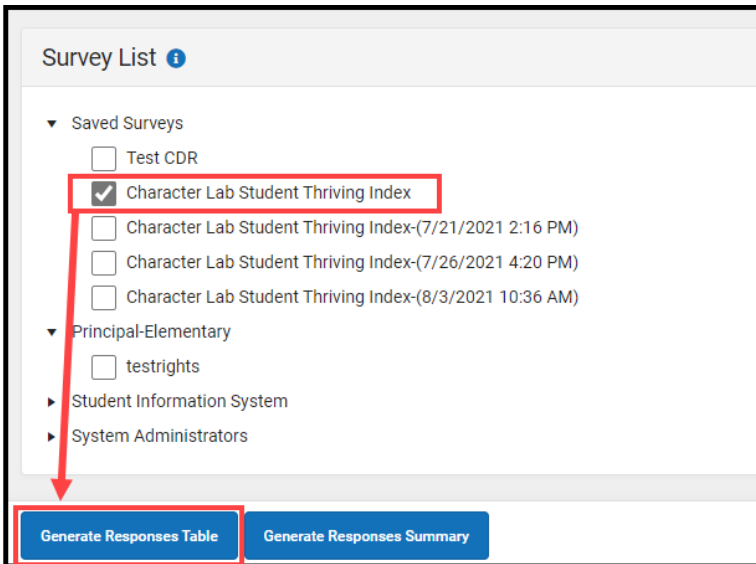 Survey List
Saved Surveys
Test CDR
Character Lab Student Thriving Index
Character Lab Student Thriving Index-(7/21/2021 2:16 PM)
Character Lab Student Thriving Index-(7/26/2021 4:20 PM)
Character Lab Student Thriving Index-(8/3/2021 10:36 AM)
Principal-Elementary
testrights
Student Information System
System Administrators
Generate Responses Table Generate Responses Summary